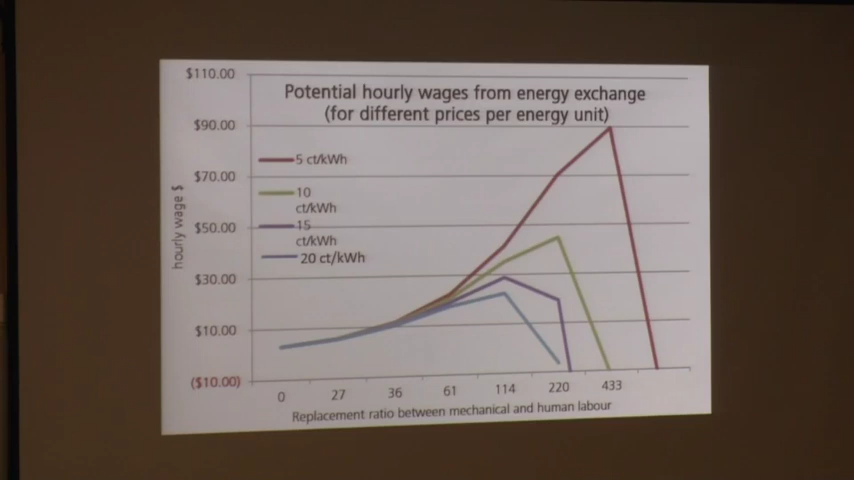 Potential hourly wages from energy exchange
(for different prices per energy unit)
hourly wage $
$110.00
$90.00
$70.00
$50.00
$30.00
$10.00
($10.00)
5 ct/kWh
10
ct/kWh
15
ct/kWh
20 ct/kWh
0 27 36 61 114 220 433
Replacement ratio between mechanical and human labour